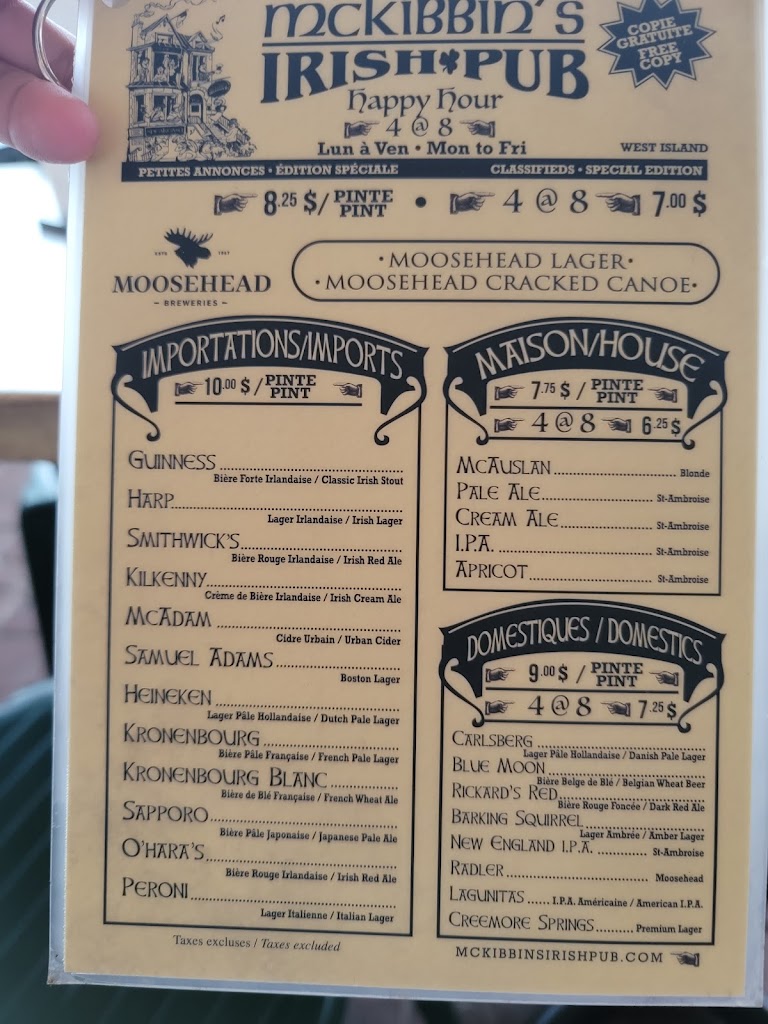 McKIBBIN'S
IRISH PUB
Happy Hour
4 @ 8
Lun à Ven • Mon to Fri
COPIE
GRATUITE
FREE
COPY
WEST ISLAND
PETITES ANNONCES • ÉDITION SPÉCIALE
CLASSIFIEDS • SPECIAL EDITION
8.25 $/ PINTE PINT • 4 @ 8 7.00 $
ESTD 1867
MOOSEHEAD
– BREWERIES –
• MOOSEHEAD LAGER •
• MOOSEHEAD CRACKED CANOE •
IMPORTATIONS/IMPORTS
10.00 $ / PINTE PINT
GUINNESS
Bière Forte Irlandaise / Classic Irish Stout
HARP
Lager Irlandaise / Irish Lager
SMITHWICK'S
Bière Rouge Irlandaise / Irish Red Ale
KILKENNY
Crème de Bière Irlandaise / Irish Cream Ale
MCADAM
Cidre Urbain / Urban Cider
SAMUEL ADAMS
Boston Lager
HEINEKEN
Lager Pâle Hollandaise / Dutch Pale Lager
KRONENBOURG
Bière Pâle Française / French Pale Lager
KRONENBOURG BLANC
Bière de Blé Française / French Wheat Ale
SAPPORO
Bière Pâle Japonaise / Japanese Pale Ale
O'HARA'S
Bière Rouge Irlandaise / Irish Red Ale
PERONI
Lager Italienne / Italian Lager
Taxes excluses / Taxes excluded
MAISON/HOUSE
7.75 $ / PINTE PINT
4 @ 8 6.25 $
MCAUSLAN Blonde
PALE ALE St-Ambroise
CREAM ALE St-Ambroise
I.P.A. St-Ambroise
APRICOT St-Ambroise
DOMESTIQUES / DOMESTICS
9.00 $ / PINTE PINT
4 @ 8 7.25 $
CARLSBERG
Lager Pâle Hollandaise / Danish Pale Lager
BLUE MOON
Bière Belge de Blé / Belgian Wheat Beer
RICKARD'S RED
Bière Rouge Foncée / Dark Red Ale
BARKING SQUIRREL
Lager Ambrée / Amber Lager
NEW ENGLAND I.P.A. St-Ambroise
RADLER Moosehead
LAGUNITAS I.P.A. Américaine / American I.P.A.
CREEMORE SPRINGS Premium Lager
MCKIBBINSIRISHPUB.COM